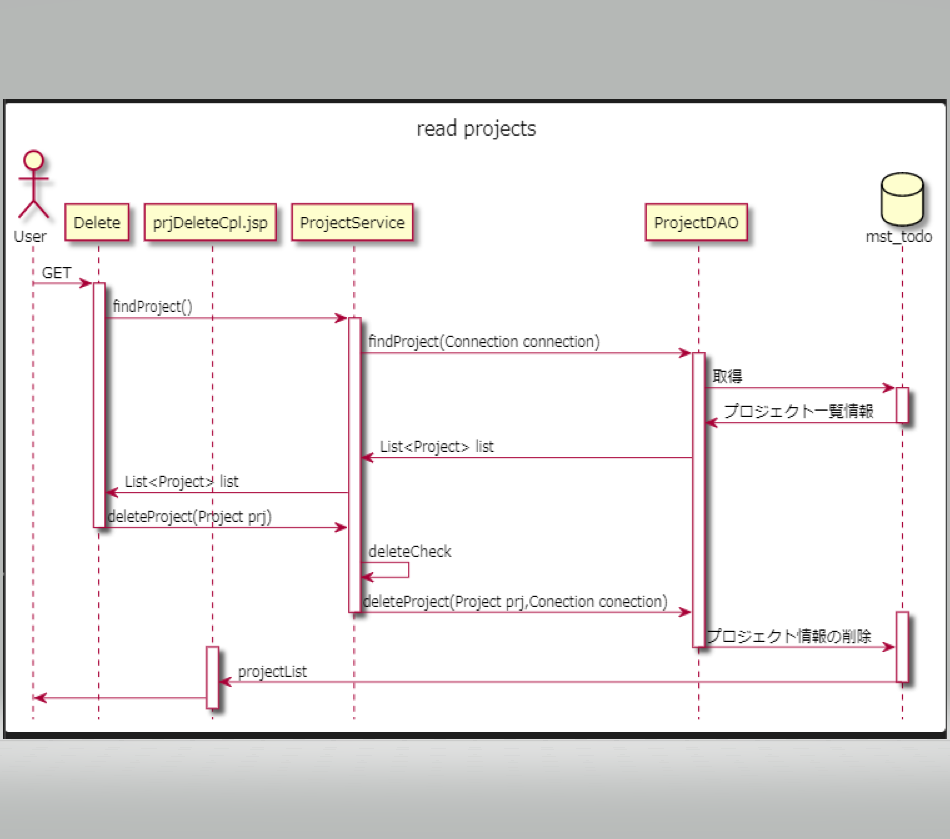 read projects
User
Delete
prjDeleteCpl.jsp
ProjectService
ProjectDAO
mst_todo
GET
findProject()
findProject(Connection connection)
取得
プロジェクト一覧情報
List<Project> list
List<Project> list
deleteProject(Project prj)
deleteCheck
deleteProject(Project prj,Conection conection)
プロジェクト情報の削除
projectList